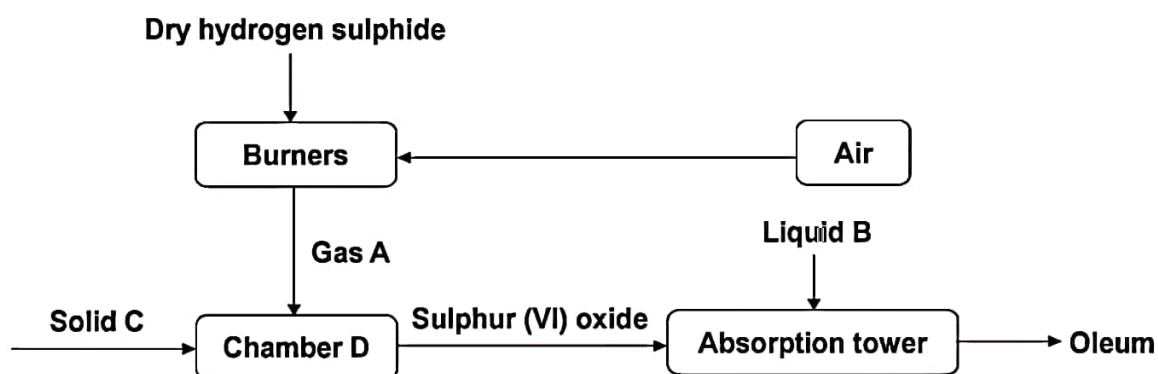 Dry hydrogen sulphide
Burners
Air
Gas A
Liquid B
Solid C
Chamber D
Sulphur (VI) oxide
Absorption tower
Oleum